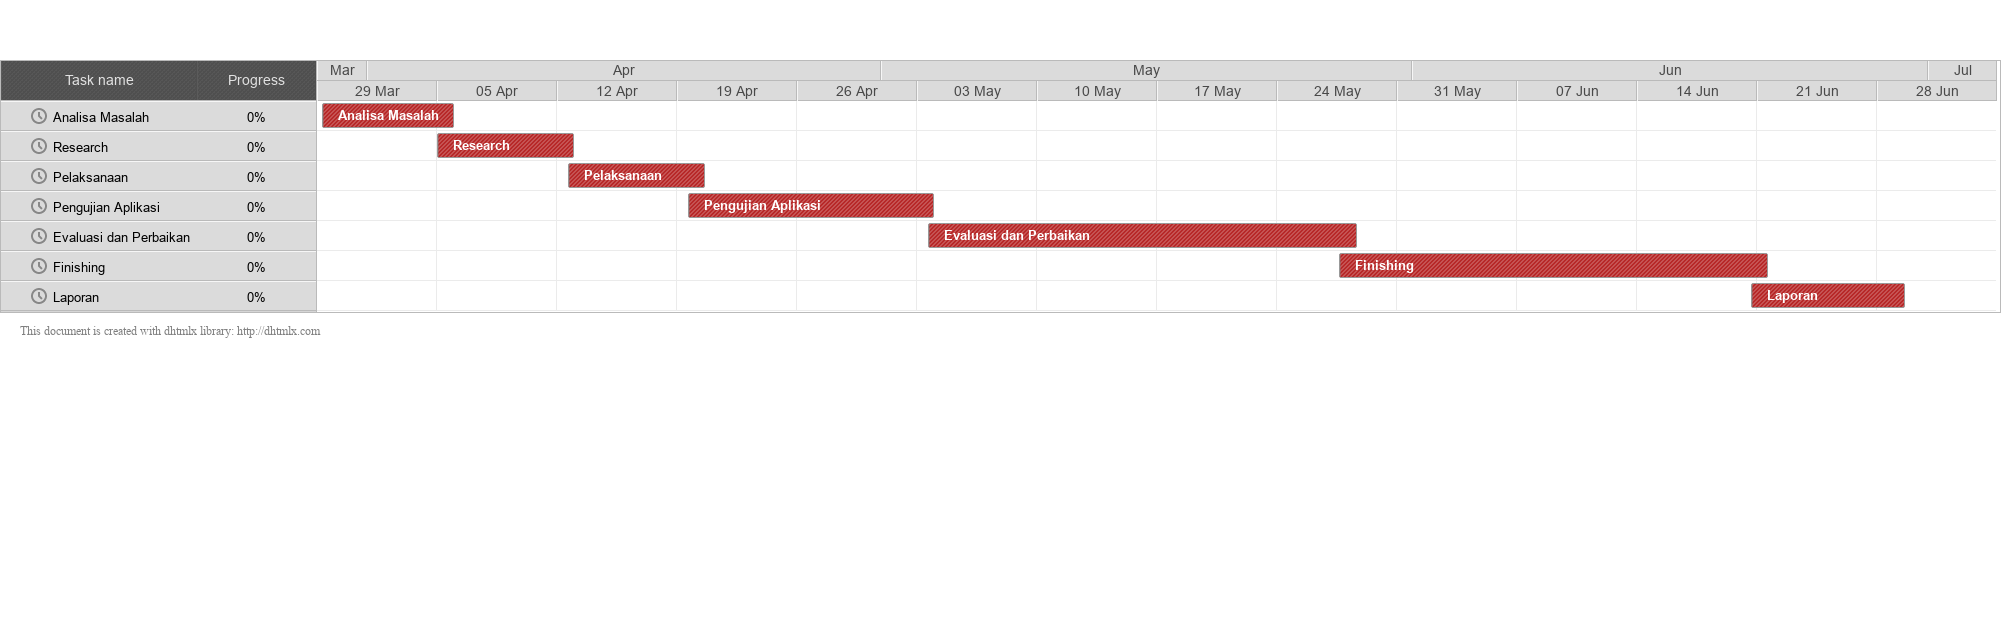 Task name Progress Mar Apr May Jun Jul
29 Mar 05 Apr 12 Apr 19 Apr 26 Apr 03 May 10 May 17 May 24 May 31 May 07 Jun 14 Jun 21 Jun 28 Jun
Analisa Masalah 0% Analisa Masalah
Research 0% Research
Pelaksanaan 0% Pelaksanaan
Pengujian Aplikasi 0% Pengujian Aplikasi
Evaluasi dan Perbaikan 0% Evaluasi dan Perbaikan
Finishing 0% Finishing
Laporan 0% Laporan
This document is created with dhtmlx library: http://dhtmlx.com